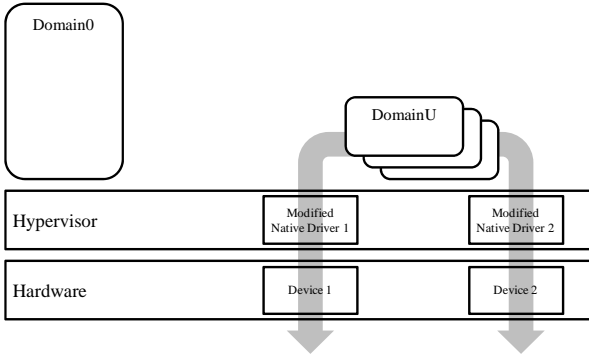 Domain0
DomainU
Hypervisor
Modified
Native Driver 1
Modified
Native Driver 2
Hardware
Device 1
Device 2